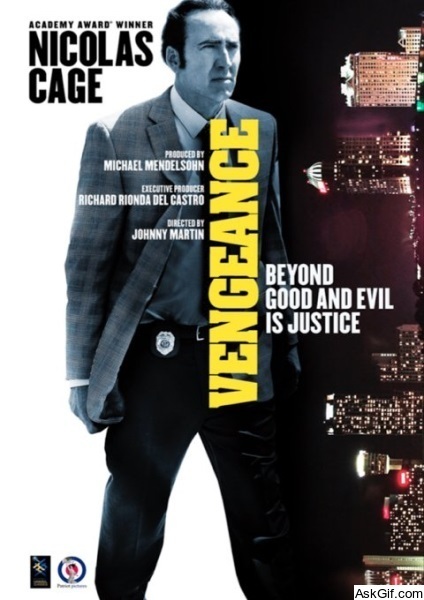 ACADEMY AWARD® WINNER
NICOLAS
CAGE
PRODUCED BY
MICHAEL MENDELSOHN
EXECUTIVE PRODUCER
RICHARD RIONDA DEL CASTRO
DIRECTED BY
JOHNNY MARTIN
VENGEANCE
BEYOND
GOOD AND EVIL
IS JUSTICE
AskGif.com